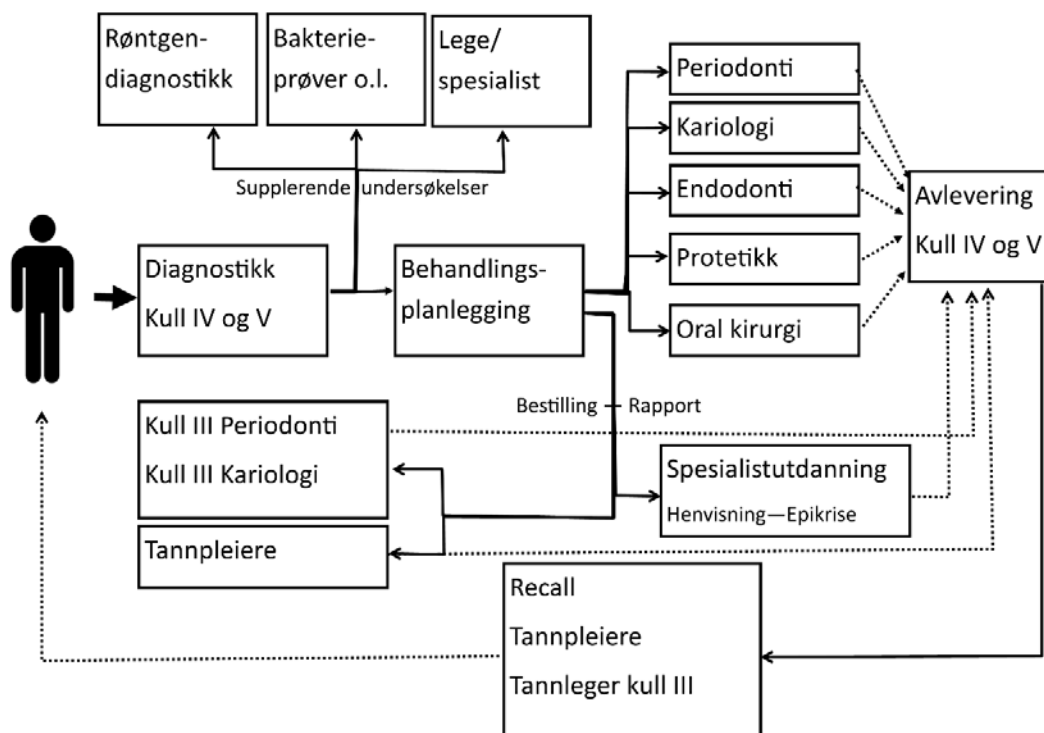 Røntgen-
diagnostikk
Bakterie-
prøver o.l.
Lege/
spesialist
Supplerende undersøkelser
Periodonti
Kariologi
Endodonti
Protetikk
Oral kirurgi
Avlevering
Kull IV og V
Diagnostikk
Kull IV og V
Behandlings-
planlegging
Bestilling — Rapport
Kull III Periodonti
Kull III Kariologi
Tannpleiere
Spesialistutdanning
Henvisning—Epikrise
Recall
Tannpleiere
Tannleger kull III